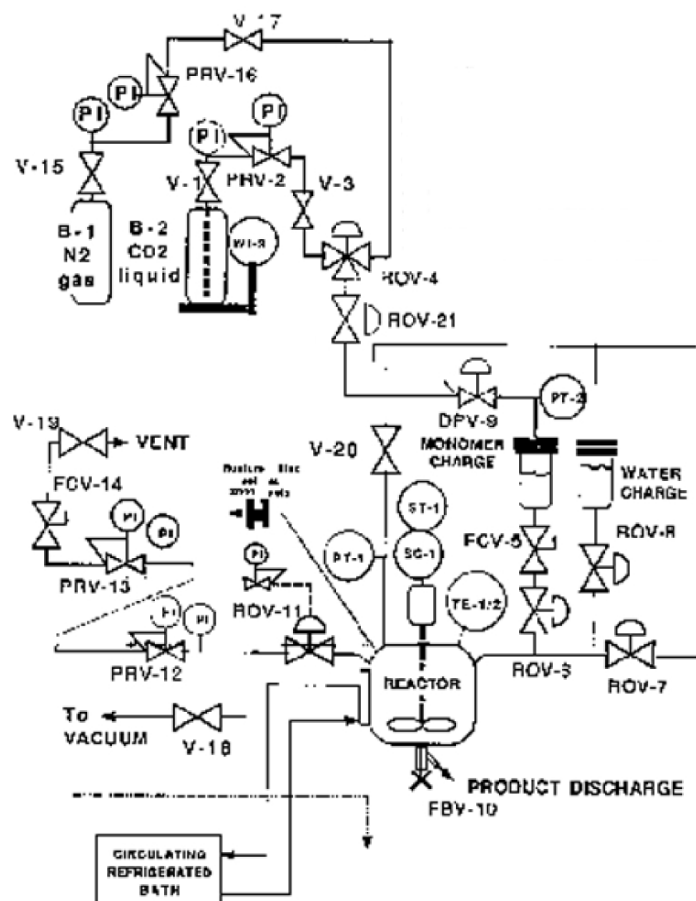 V-17
PI
PRV-16
PI
PI
PI
V-15
V-1
PRV-2
V-3
B-1
N2
gas
B-2
CO2
liquid
ROV-4
ROV-21
DPV-9
PT-2
V-19
VENT
FCV-14
V-20
MONOMER
CHARGE
WATER
CHARGE
ST-1
PI
PI
PT-1
SC-1
FCV-5
ROV-8
PRV-13
PI
ROV-11
TE-1/2
PI
PI
PRV-12
REACTOR
ROV-6
ROV-7
To
VACUUM
V-18
PRODUCT DISCHARGE
FBV-10
CIRCULATING
REFRIGERATED
BATH